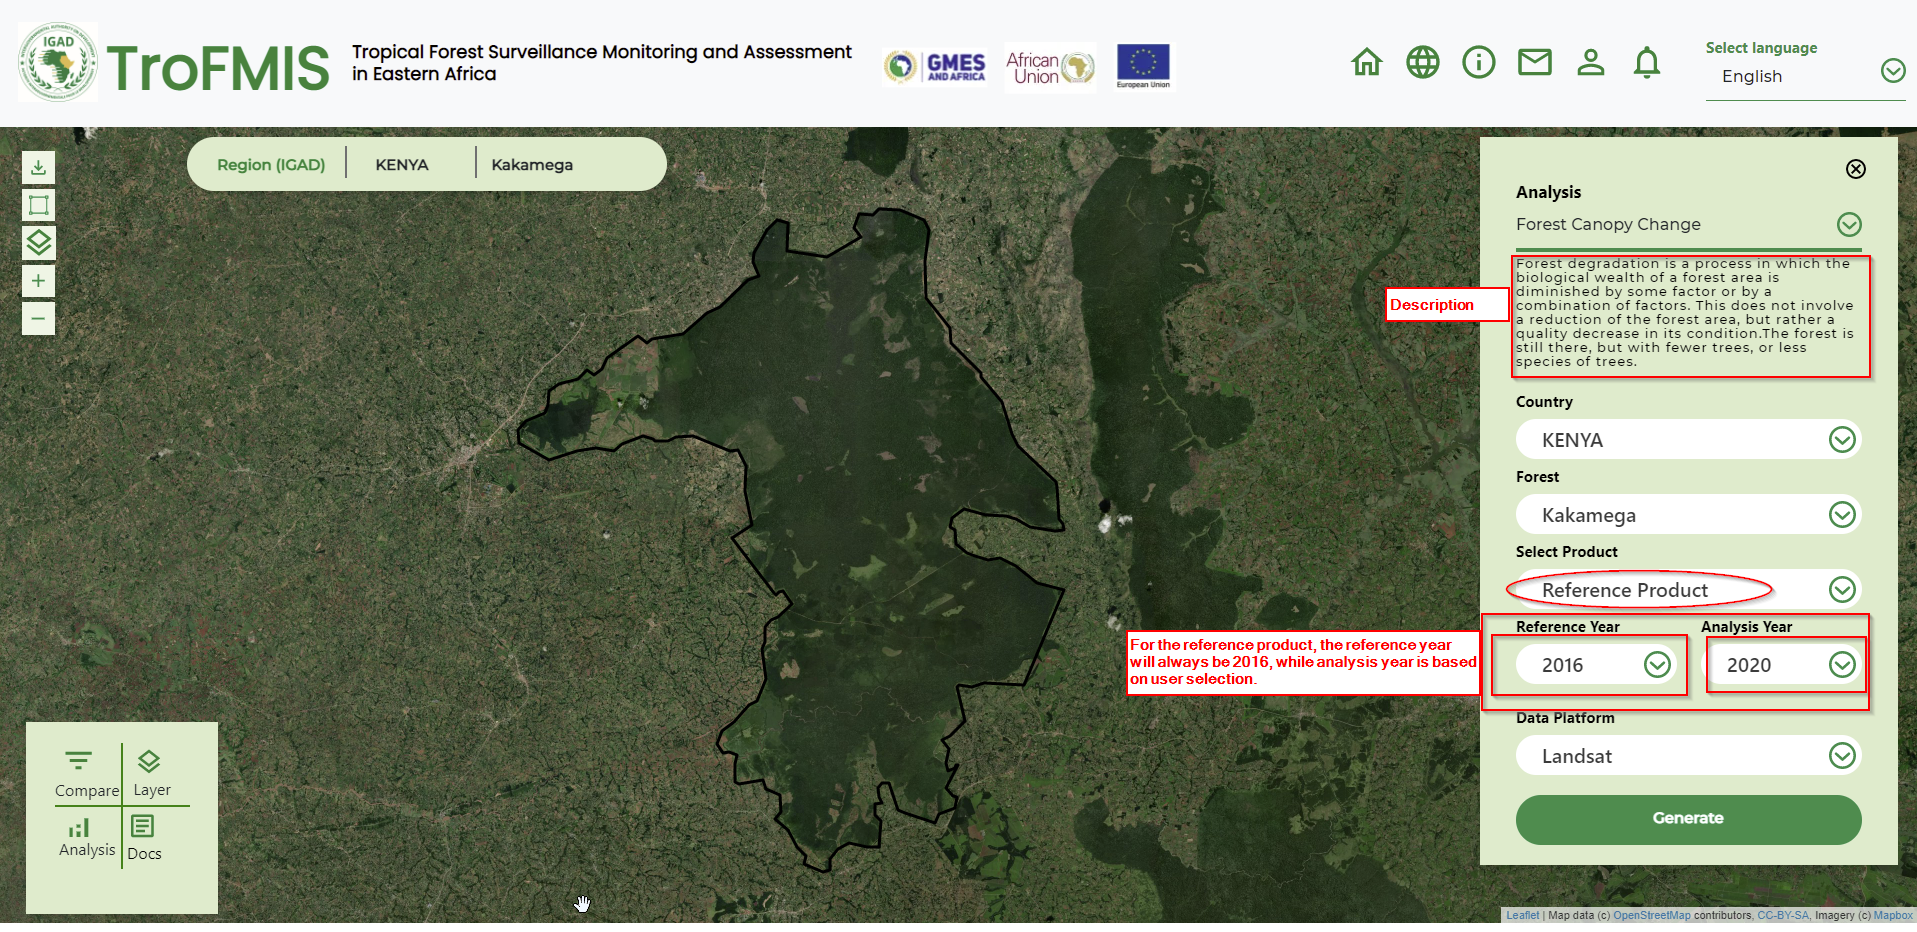 IGAD
TroFMIS
Tropical Forest Surveillance Monitoring and Assessment
in Eastern Africa
GMES
AND AFRICA
African
Union
European Union
Select language
English
Region (IGAD)
KENYA
Kakamega
Analysis
Forest Canopy Change
Description
Forest degradation is a process in which the
biological wealth of a forest area is
diminished by some factor or by a
combination of factors. This does not involve
a reduction of the forest area, but rather a
quality decrease in its condition.The forest is
still there, but with fewer trees, or less
species of trees.
Country
KENYA
Forest
Kakamega
Select Product
Reference Product
For the reference product, the reference year
will always be 2016, while analysis year is based
on user selection.
Reference Year
Analysis Year
2016
2020
Data Platform
Landsat
Generate
Compare
Layer
Analysis
Docs
Leaflet | Map data (c) OpenStreetMap contributors, CC-BY-SA, Imagery (c) Mapbox